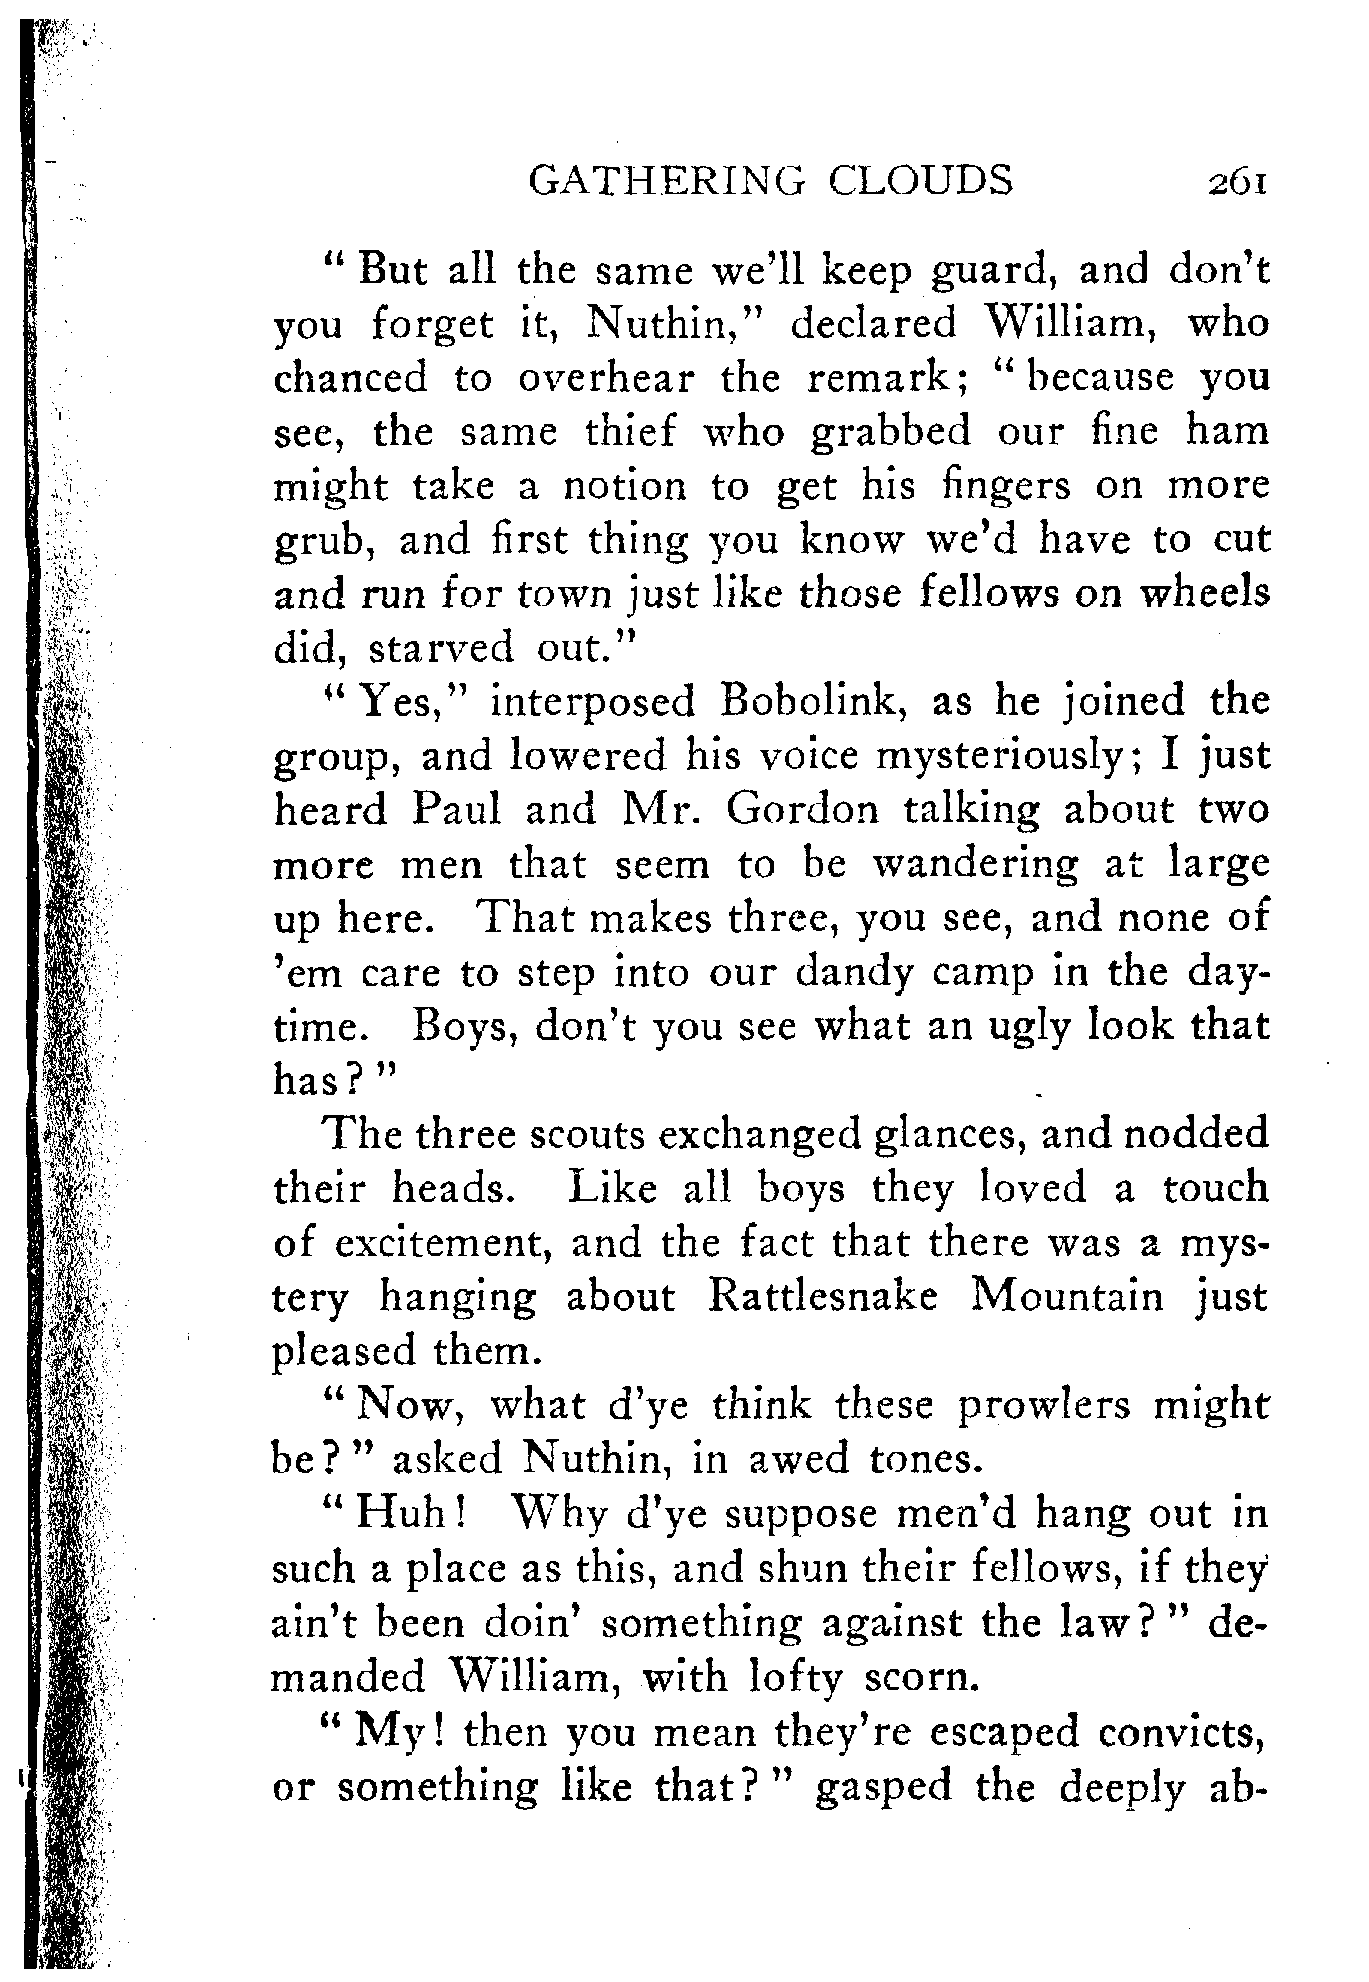 GATHERING CLOUDS 261
“ But all the same we’ll keep guard, and don’t
you forget it, Nuthin,” declared William, who
chanced to overhear the remark; “ because you
see, the same thief who grabbed our fine ham
might take a notion to get his fingers on more
grub, and first thing you know we’d have to cut
and run for town just like those fellows on wheels
did, starved out.”
“ Yes,” interposed Bobolink, as he joined the
group, and lowered his voice mysteriously; I just
heard Paul and Mr. Gordon talking about two
more men that seem to be wandering at large
up here. That makes three, you see, and none of
’em care to step into our dandy camp in the day-
time. Boys, don’t you see what an ugly look that
has? ”
The three scouts exchanged glances, and nodded
their heads. Like all boys they loved a touch
of excitement, and the fact that there was a mys-
tery hanging about Rattlesnake Mountain just
pleased them.
“ Now, what d’ye think these prowlers might
be? ” asked Nuthin, in awed tones.
“ Huh! Why d’ye suppose men’d hang out in
such a place as this, and shun their fellows, if they
ain’t been doin’ something against the law? ” de-
manded William, with lofty scorn.
“ My! then you mean they’re escaped convicts,
or something like that? ” gasped the deeply ab-